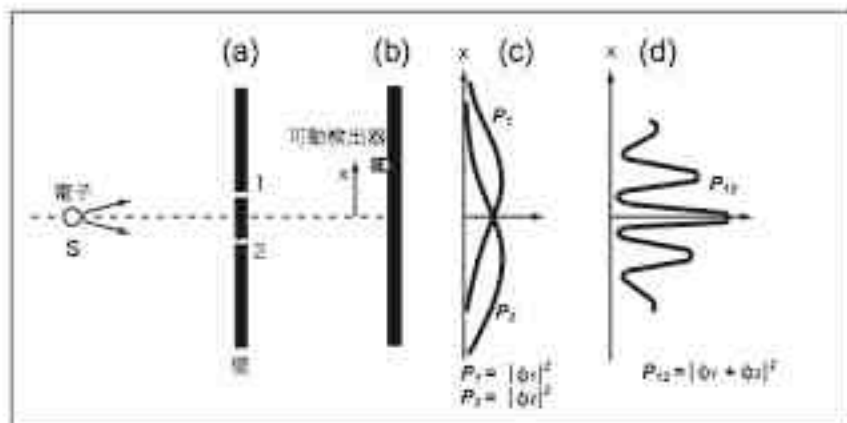 (a)
(b)
(c)
(d)
x
x
可動検出器
x
電子
S
1
2
壁
P₁
P₂
P₁₂
P₁ = |φ₁|²
P₂ = |φ₂|²
P₁₂ = |φ₁ + φ₂|²